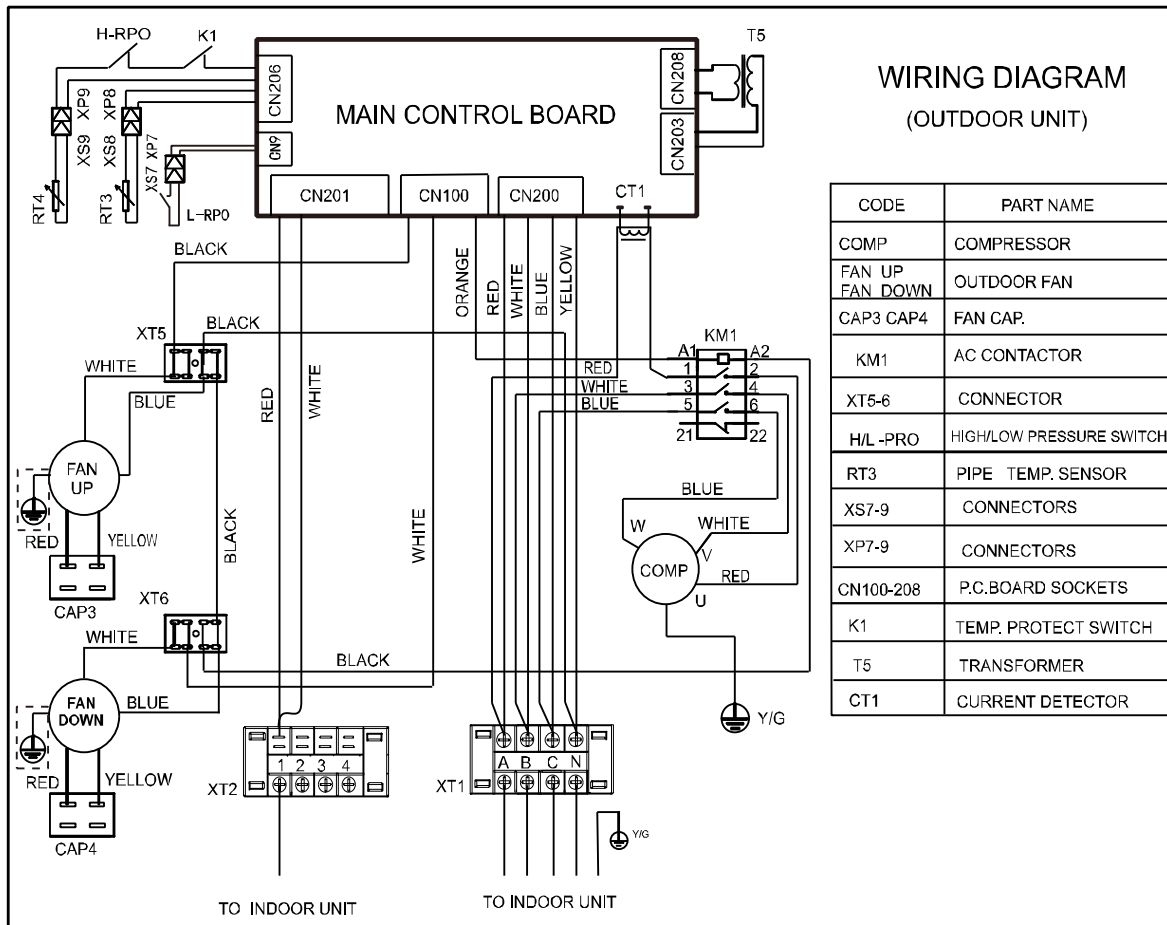 H-RPO
K1
T5
XP9
XP8
XS9
XS8
XS7 XP7
RT4
RT3
L-RPO
CN206
CN9
MAIN CONTROL BOARD
CN208
CN203
CN201
CN100
CN200
CT1
WIRING DIAGRAM
(OUTDOOR UNIT)
CODE PART NAME
COMP COMPRESSOR
FAN UP
FAN DOWN
OUTDOOR FAN
CAP3 CAP4 FAN CAP.
KM1 AC CONTACTOR
XT5-6 CONNECTOR
H/L -PRO HIGH/LOW PRESSURE SWITCH
RT3 PIPE TEMP. SENSOR
XS7-9 CONNECTORS
XP7-9 CONNECTORS
CN100-208 P.C.BOARD SOCKETS
K1 TEMP. PROTECT SWITCH
T5 TRANSFORMER
CT1 CURRENT DETECTOR
BLACK
ORANGE
RED
WHITE
BLUE
YELLOW
XT5
BLACK
WHITE
BLUE
RED
WHITE
KM1
A1 A2
RED 1 2
WHITE 3 4
BLUE 5 6
21 22
FAN
UP
RED
YELLOW
CAP3
BLACK
WHITE
BLUE
W
WHITE
V
COMP
RED
U
XT6
WHITE
BLACK
FAN
DOWN
BLUE
RED
YELLOW
CAP4
Y/G
XT2
1 2 3 4
XT1
A B C N
Y/G
TO INDOOR UNIT
TO INDOOR UNIT